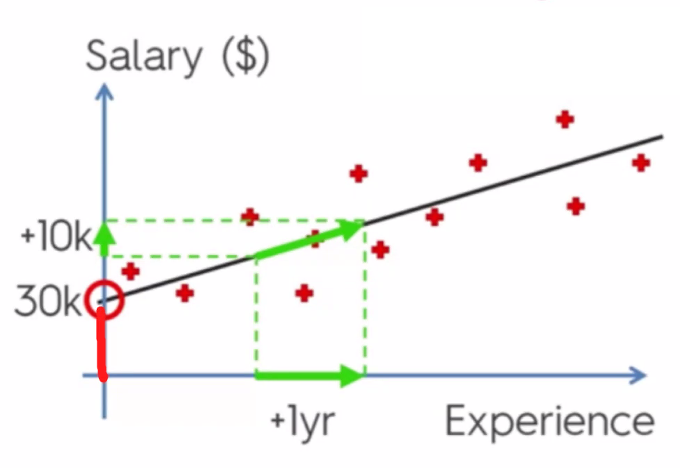 Salary ($)
+10k
30k
+1yr
Experience